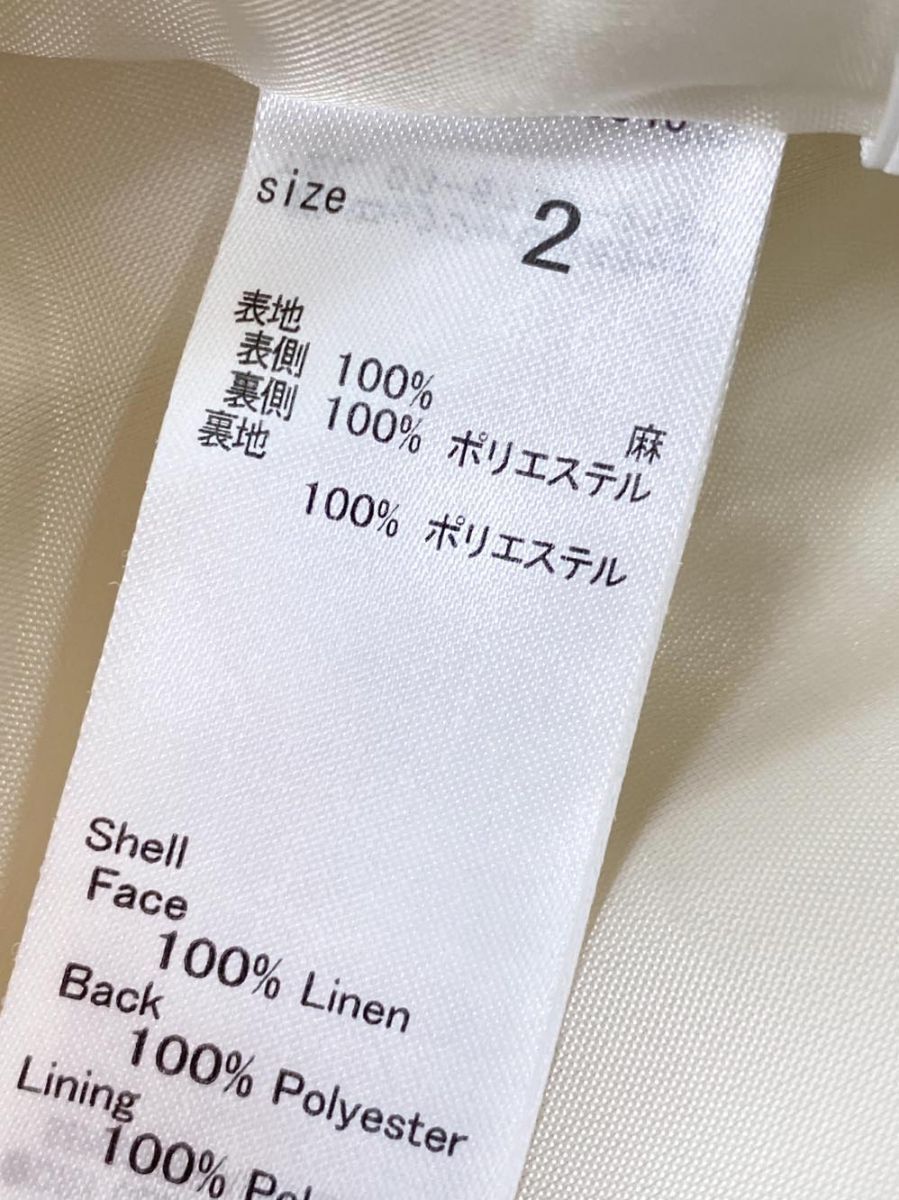 size 2
表地
表側 100% 麻
裏側 100% ポリエステル
裏地
100% ポリエステル
Shell
Face
100% Linen
Back
100% Polyester
Lining
100%